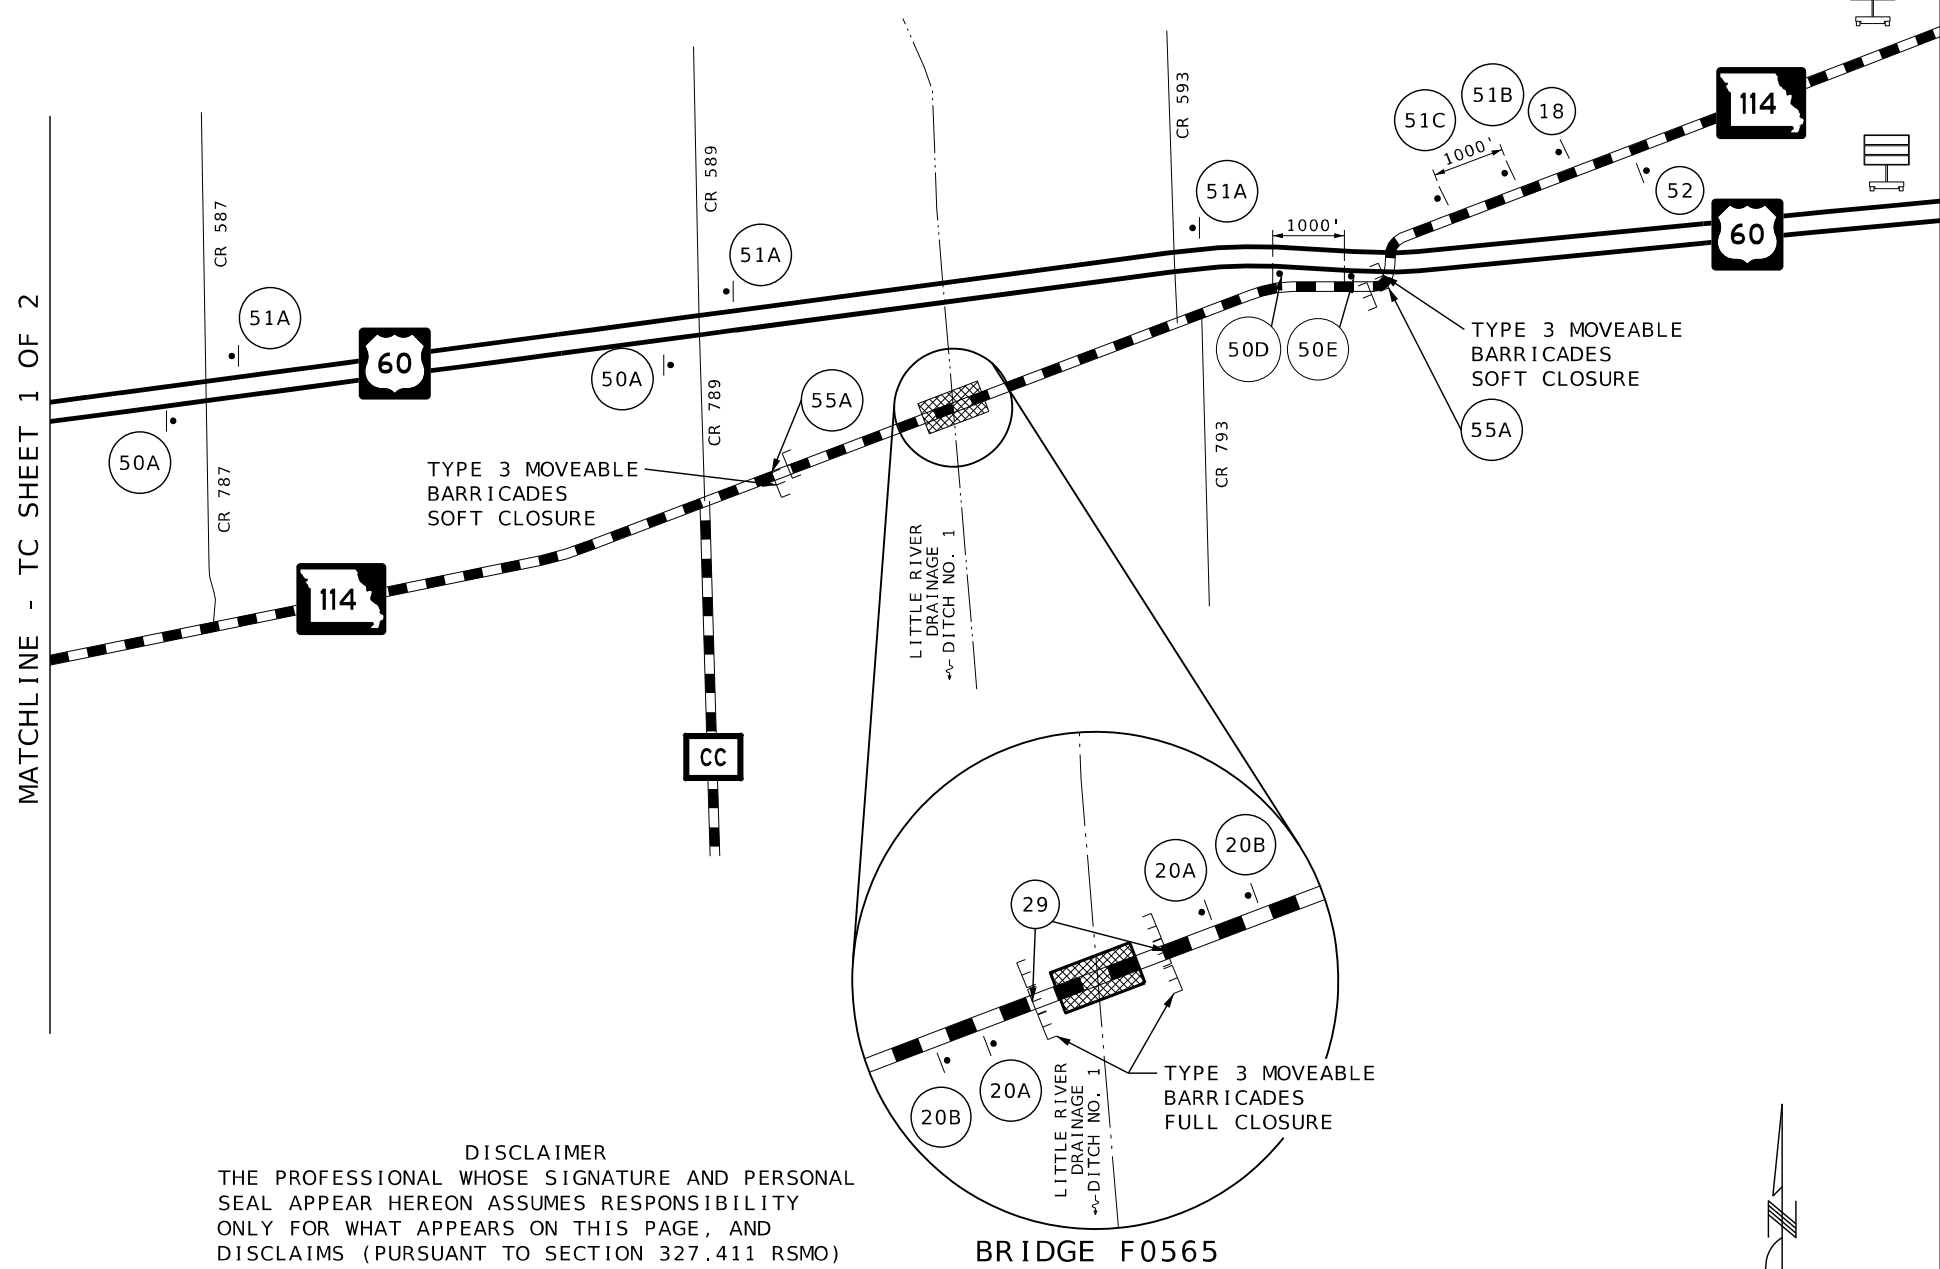 MATCHLINE - TC SHEET 1 OF 2
CR 587
CR 787
51A
50A
60
114
CR 589
CR 789
51A
50A
55A
TYPE 3 MOVEABLE
BARRICADES
SOFT CLOSURE
CC
LITTLE RIVER
DRAINAGE
DITCH NO. 1
CR 593
CR 793
51A
1000'
50D
50E
51C
51B
18
1000'
52
114
60
TYPE 3 MOVEABLE
BARRICADES
SOFT CLOSURE
55A
20B
20A
29
20A
20B
TYPE 3 MOVEABLE
BARRICADES
FULL CLOSURE
LITTLE RIVER
DRAINAGE
DITCH NO. 1
BRIDGE F0565
DISCLAIMER
THE PROFESSIONAL WHOSE SIGNATURE AND PERSONAL
SEAL APPEAR HEREON ASSUMES RESPONSIBILITY
ONLY FOR WHAT APPEARS ON THIS PAGE, AND
DISCLAIMS (PURSUANT TO SECTION 327.411 RSMO)
N